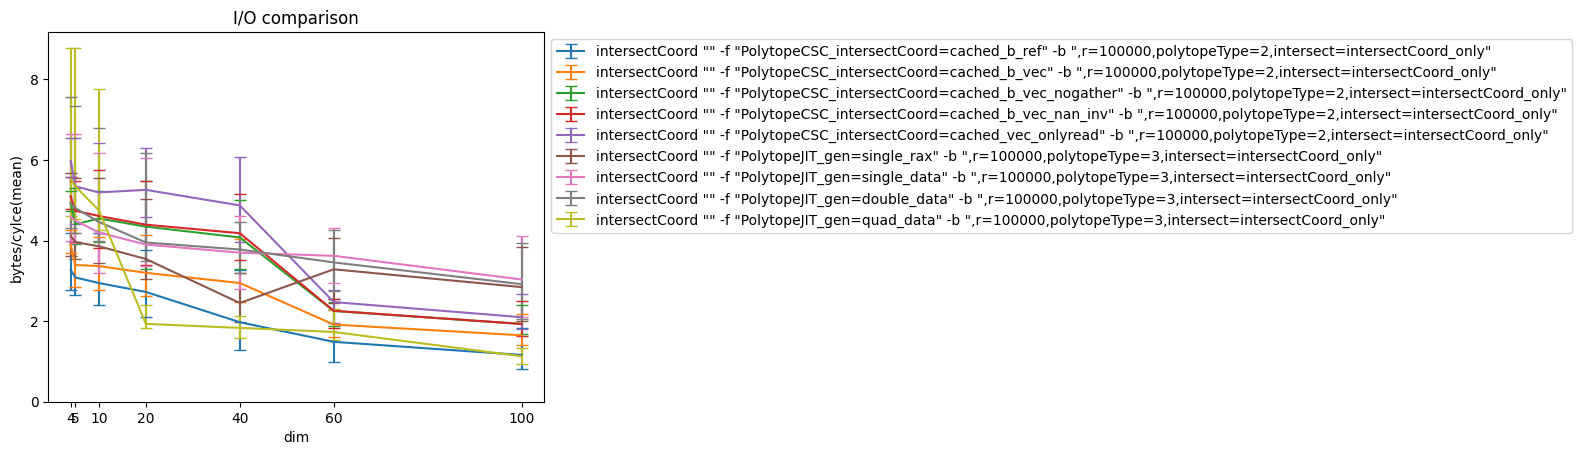 I/O comparison
bytes/cylce(mean)
8
6
4
2
0
4 5 10 20 40 60 100
dim
intersectCoord "" -f "PolytopeCSC_intersectCoord=cached_b_ref" -b ",r=100000,polytopeType=2,intersect=intersectCoord_only"
intersectCoord "" -f "PolytopeCSC_intersectCoord=cached_b_vec" -b ",r=100000,polytopeType=2,intersect=intersectCoord_only"
intersectCoord "" -f "PolytopeCSC_intersectCoord=cached_b_vec_nogather" -b ",r=100000,polytopeType=2,intersect=intersectCoord_only"
intersectCoord "" -f "PolytopeCSC_intersectCoord=cached_b_vec_nan_inv" -b ",r=100000,polytopeType=2,intersect=intersectCoord_only"
intersectCoord "" -f "PolytopeCSC_intersectCoord=cached_vec_onlyread" -b ",r=100000,polytopeType=2,intersect=intersectCoord_only"
intersectCoord "" -f "PolytopeJIT_gen=single_rax" -b ",r=100000,polytopeType=3,intersect=intersectCoord_only"
intersectCoord "" -f "PolytopeJIT_gen=single_data" -b ",r=100000,polytopeType=3,intersect=intersectCoord_only"
intersectCoord "" -f "PolytopeJIT_gen=double_data" -b ",r=100000,polytopeType=3,intersect=intersectCoord_only"
intersectCoord "" -f "PolytopeJIT_gen=quad_data" -b ",r=100000,polytopeType=3,intersect=intersectCoord_only"